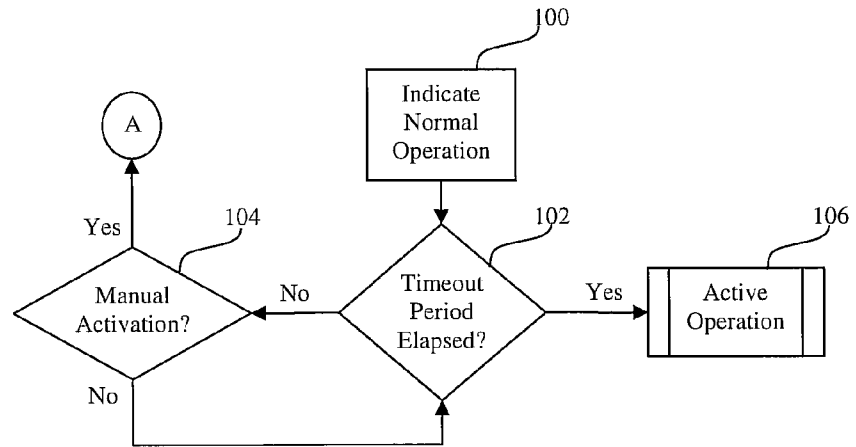 100
Indicate
Normal
Operation
A
Yes
104
102
106
Manual
Activation?
No
Timeout
Period
Elapsed?
Yes
Active
Operation
No